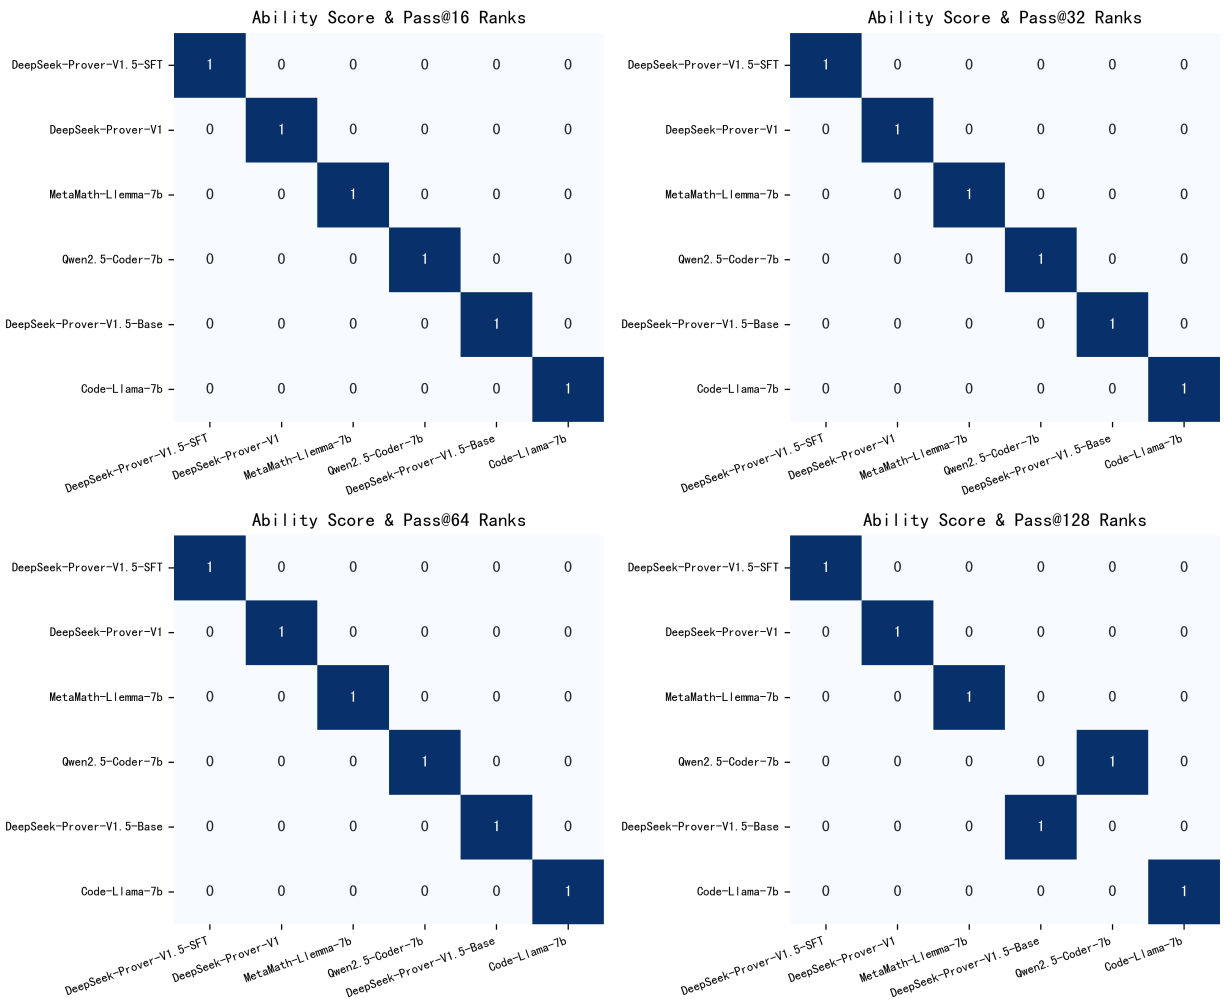 Ability Score & Pass@16 Ranks
DeepSeek-Prover-V1.5-SFT 1 0 0 0 0 0
DeepSeek-Prover-V1 0 1 0 0 0 0
MetaMath-Llemma-7b 0 0 1 0 0 0
Qwen2.5-Coder-7b 0 0 0 1 0 0
DeepSeek-Prover-V1.5-Base 0 0 0 0 1 0
Code-Llama-7b 0 0 0 0 0 1
DeepSeek-Prover-V1.5-SFT
DeepSeek-Prover-V1
MetaMath-Llemma-7b
Qwen2.5-Coder-7b
DeepSeek-Prover-V1.5-Base
Code-Llama-7b
Ability Score & Pass@32 Ranks
DeepSeek-Prover-V1.5-SFT 1 0 0 0 0 0
DeepSeek-Prover-V1 0 1 0 0 0 0
MetaMath-Llemma-7b 0 0 1 0 0 0
Qwen2.5-Coder-7b 0 0 0 1 0 0
DeepSeek-Prover-V1.5-Base 0 0 0 0 1 0
Code-Llama-7b 0 0 0 0 0 1
DeepSeek-Prover-V1.5-SFT
DeepSeek-Prover-V1
MetaMath-Llemma-7b
Qwen2.5-Coder-7b
DeepSeek-Prover-V1.5-Base
Code-Llama-7b
Ability Score & Pass@64 Ranks
DeepSeek-Prover-V1.5-SFT 1 0 0 0 0 0
DeepSeek-Prover-V1 0 1 0 0 0 0
MetaMath-Llemma-7b 0 0 1 0 0 0
Qwen2.5-Coder-7b 0 0 0 1 0 0
DeepSeek-Prover-V1.5-Base 0 0 0 0 1 0
Code-Llama-7b 0 0 0 0 0 1
DeepSeek-Prover-V1.5-SFT
DeepSeek-Prover-V1
MetaMath-Llemma-7b
Qwen2.5-Coder-7b
DeepSeek-Prover-V1.5-Base
Code-Llama-7b
Ability Score & Pass@128 Ranks
DeepSeek-Prover-V1.5-SFT 1 0 0 0 0 0
DeepSeek-Prover-V1 0 1 0 0 0 0
MetaMath-Llemma-7b 0 0 1 0 0 0
Qwen2.5-Coder-7b 0 0 0 0 1 0
DeepSeek-Prover-V1.5-Base 0 0 0 1 0 0
Code-Llama-7b 0 0 0 0 0 1
DeepSeek-Prover-V1.5-SFT
DeepSeek-Prover-V1
MetaMath-Llemma-7b
DeepSeek-Prover-V1.5-Base
Qwen2.5-Coder-7b
Code-Llama-7b